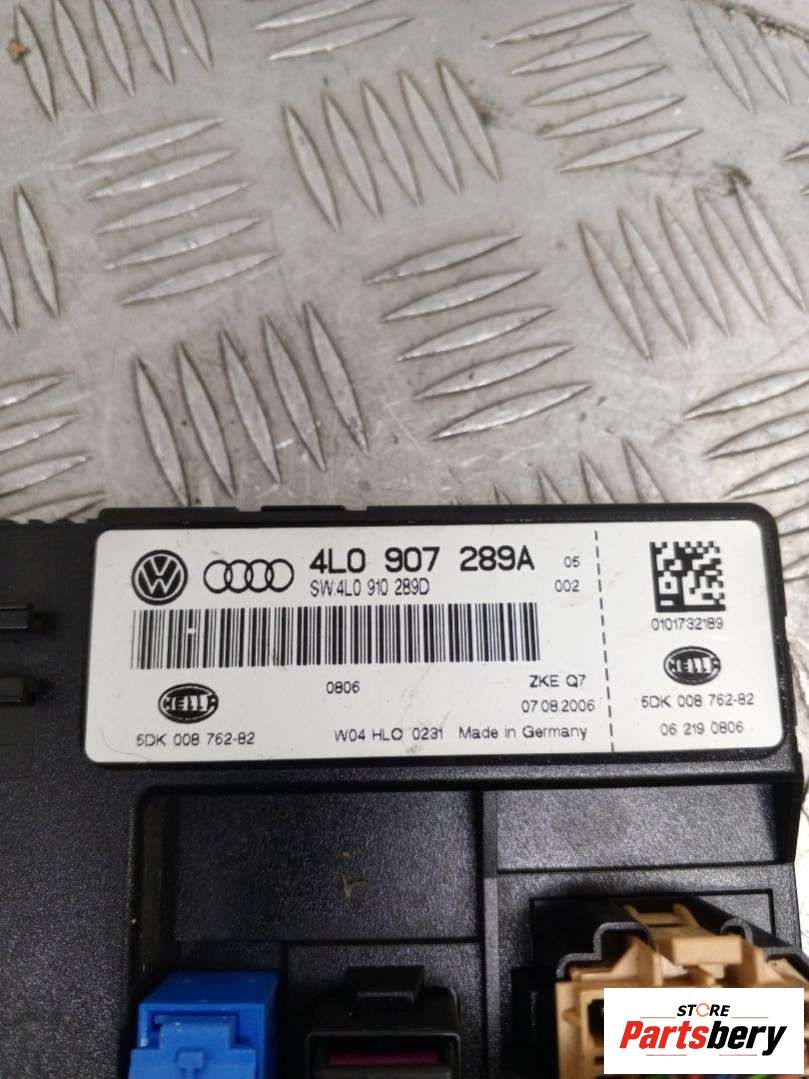 4L0 907 289A 05
SW:4L0 910 289D 002
0101732189
0806 ZKE Q7
07.08.2006
HELLA
HELLA
5DK 008 762-82
W04 HLO 0231 Made in Germany
5DK 008 762-82
06 219 0806
STORE
Partsbery